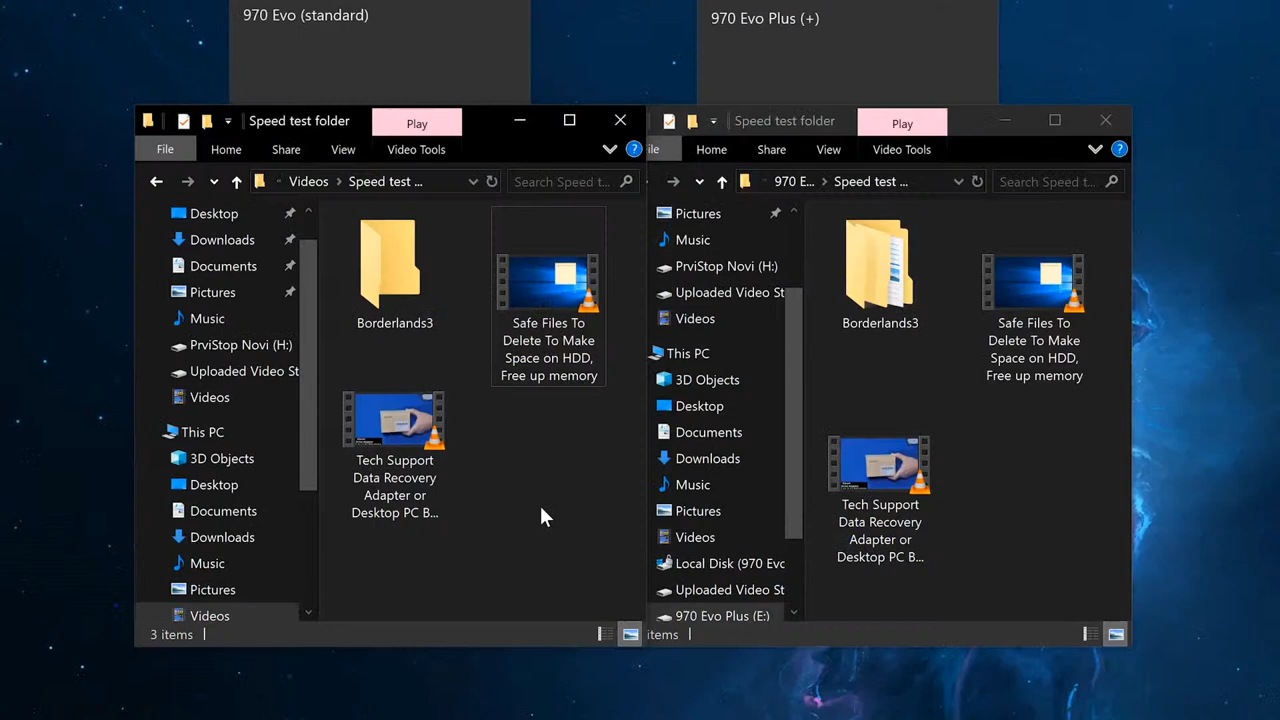 970 Evo (standard)
970 Evo Plus (+)
Speed test folder
Play
File
Home
Share
View
Video Tools
Videos
Speed test ...
Search Speed t...
Desktop
Downloads
Documents
Pictures
Music
PrviStop Novi (H:)
Uploaded Video St
Videos
This PC
3D Objects
Desktop
Documents
Downloads
Music
Pictures
Videos
Borderlands3
Safe Files To
Delete To Make
Space on HDD,
Free up memory
Tech Support
Data Recovery
Adapter or
Desktop PC B...
3 items
Speed test folder
Play
ile
Home
Share
View
Video Tools
970 E...
Speed test ...
Search Speed t...
Pictures
Music
PrviStop Novi (H:)
Uploaded Video St
Videos
This PC
3D Objects
Desktop
Documents
Downloads
Music
Pictures
Videos
Local Disk (970 Evo
Uploaded Video St
970 Evo Plus (E:)
Borderlands3
Safe Files To
Delete To Make
Space on HDD,
Free up memory
Tech Support
Data Recovery
Adapter or
Desktop PC B...
items